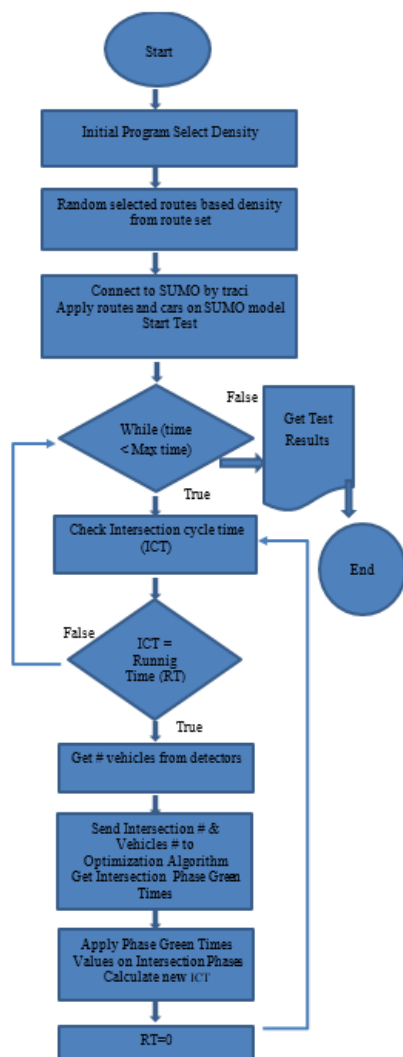 Start
Initial Program Select Density
Random selected routes based density
from route set
Connect to SUMO by traci
Apply routes and cars on SUMO model
Start Test
While (time
< Max time)
False
Get Test
Results
True
End
Check Intersection cycle time
(ICT)
False
ICT =
Runnig
Time (RT)
True
Get # vehicles from detectors
Send Intersection # &
Vehicles # to
Optimization Algorithm
Get Intersection Phase Green
Times
Apply Phase Green Times
Values on Intersection Phases
Calculate new ICT
RT=0